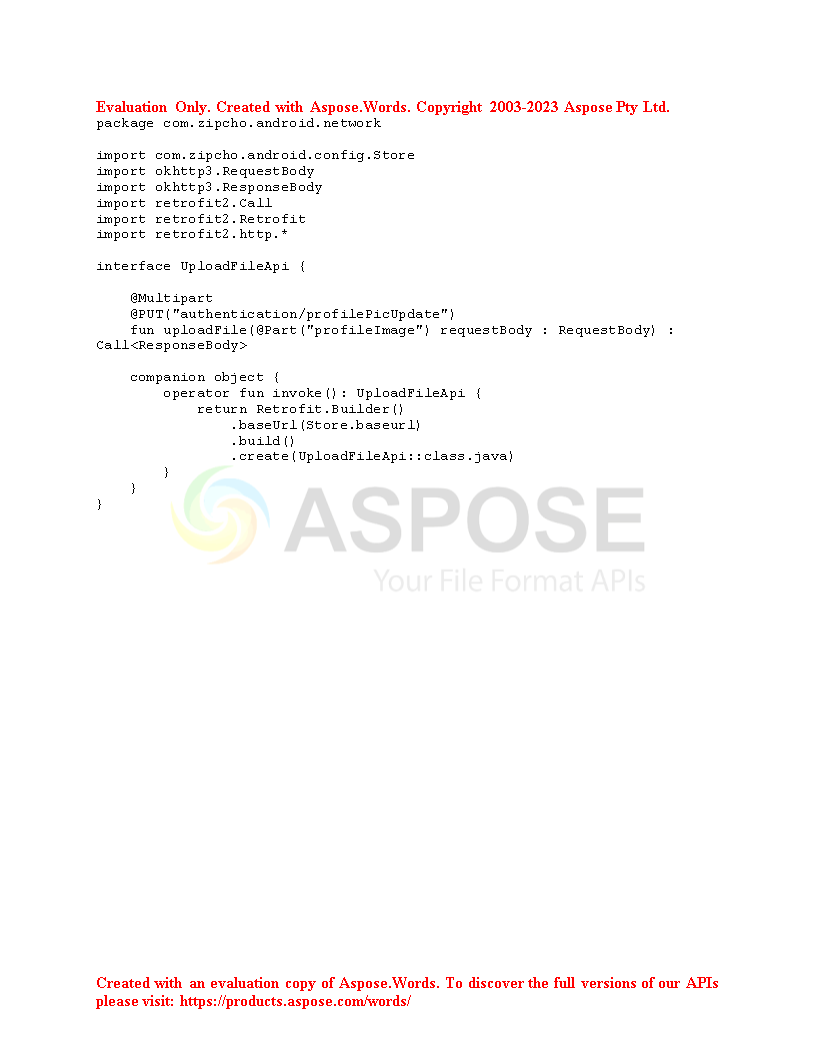 Evaluation Only. Created with Aspose.Words. Copyright 2003-2023 Aspose Pty Ltd.
package com.zipcho.android.network

import com.zipcho.android.config.Store
import okhttp3.RequestBody
import okhttp3.ResponseBody
import retrofit2.Call
import retrofit2.Retrofit
import retrofit2.http.*

interface UploadFileApi {

    @Multipart
    @PUT("authentication/profilePicUpdate")
    fun uploadFile(@Part("profileImage") requestBody : RequestBody) :
Call<ResponseBody>

    companion object {
        operator fun invoke(): UploadFileApi {
            return Retrofit.Builder()
                .baseUrl(Store.baseurl)
                .build()
                .create(UploadFileApi::class.java)
        }
    }
}
ASPOSE
Your File Format APIs
Created with an evaluation copy of Aspose.Words. To discover the full versions of our APIs
please visit: https://products.aspose.com/words/